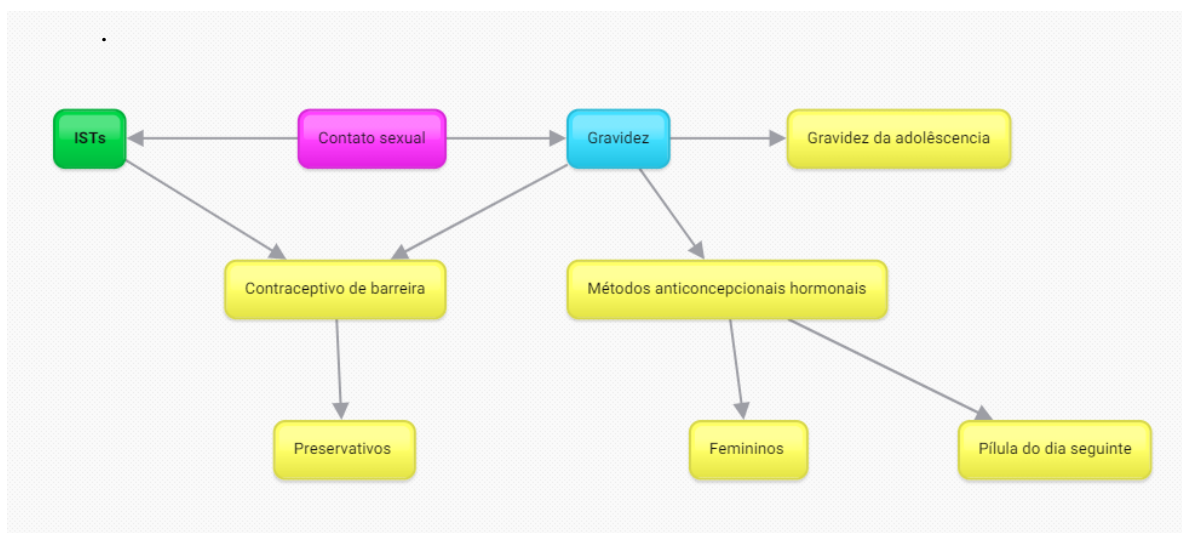 ISTs
Contato sexual
Gravidez
Gravidez da adolêscencia
Contraceptivo de barreira
Métodos anticoncepcionais hormonais
Preservativos
Femininos
Pílula do dia seguinte